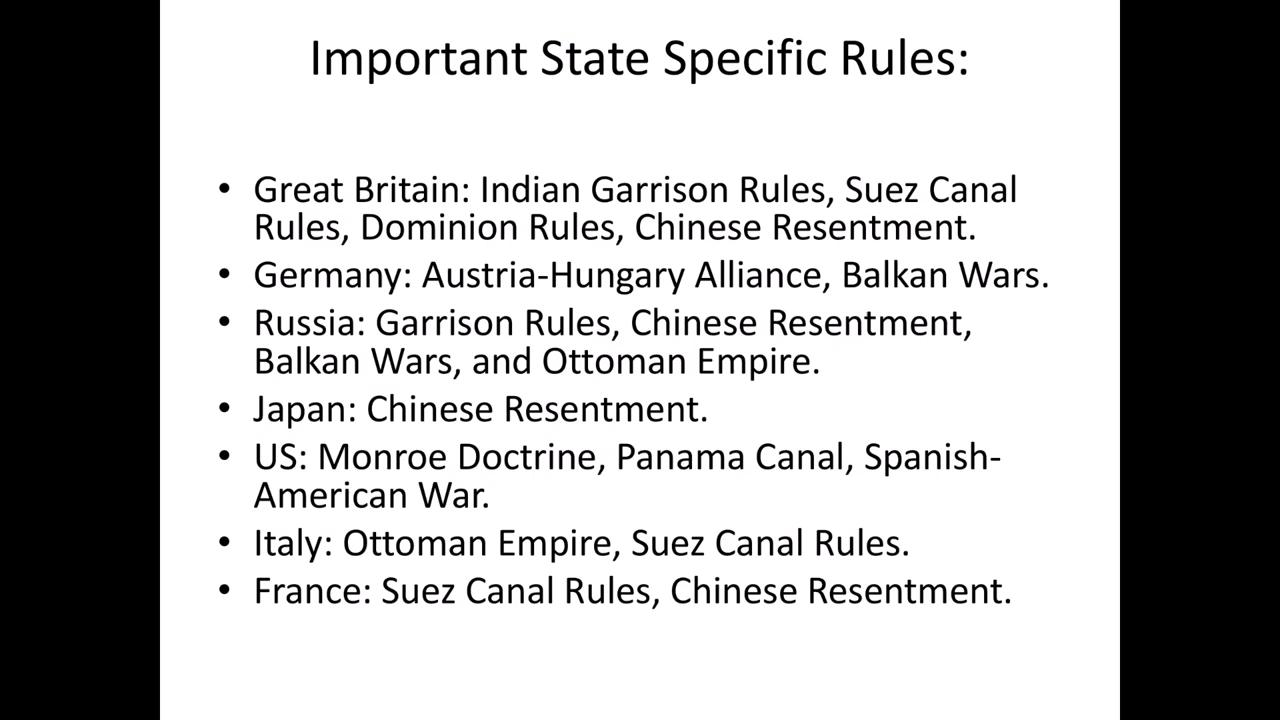 Important State Specific Rules:
• Great Britain: Indian Garrison Rules, Suez Canal
Rules, Dominion Rules, Chinese Resentment.
• Germany: Austria-Hungary Alliance, Balkan Wars.
• Russia: Garrison Rules, Chinese Resentment,
Balkan Wars, and Ottoman Empire.
• Japan: Chinese Resentment.
• US: Monroe Doctrine, Panama Canal, Spanish-
American War.
• Italy: Ottoman Empire, Suez Canal Rules.
• France: Suez Canal Rules, Chinese Resentment.